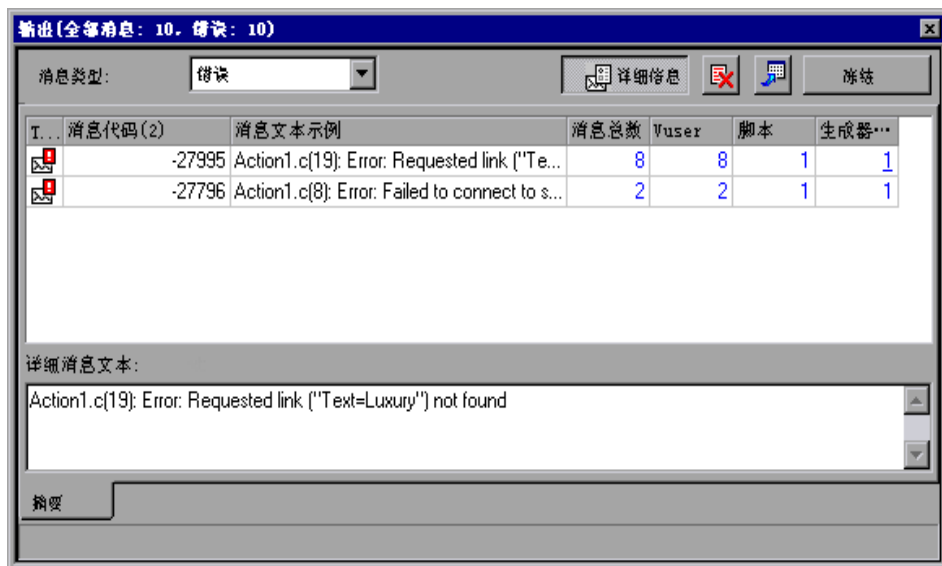 输出(全部消息: 10, 错误: 10)
消息类型: 错误 详细信息 冻结
T... 消息代码(2) 消息文本示例 消息总数 Vuser 脚本 生成器...
-27995 Action1.c(19): Error: Requested link ("Te... 8 8 1 1
-27796 Action1.c(8): Error: Failed to connect to s... 2 2 1 1
详细消息文本:
Action1.c(19): Error: Requested link ("Text=Luxury") not found
摘要